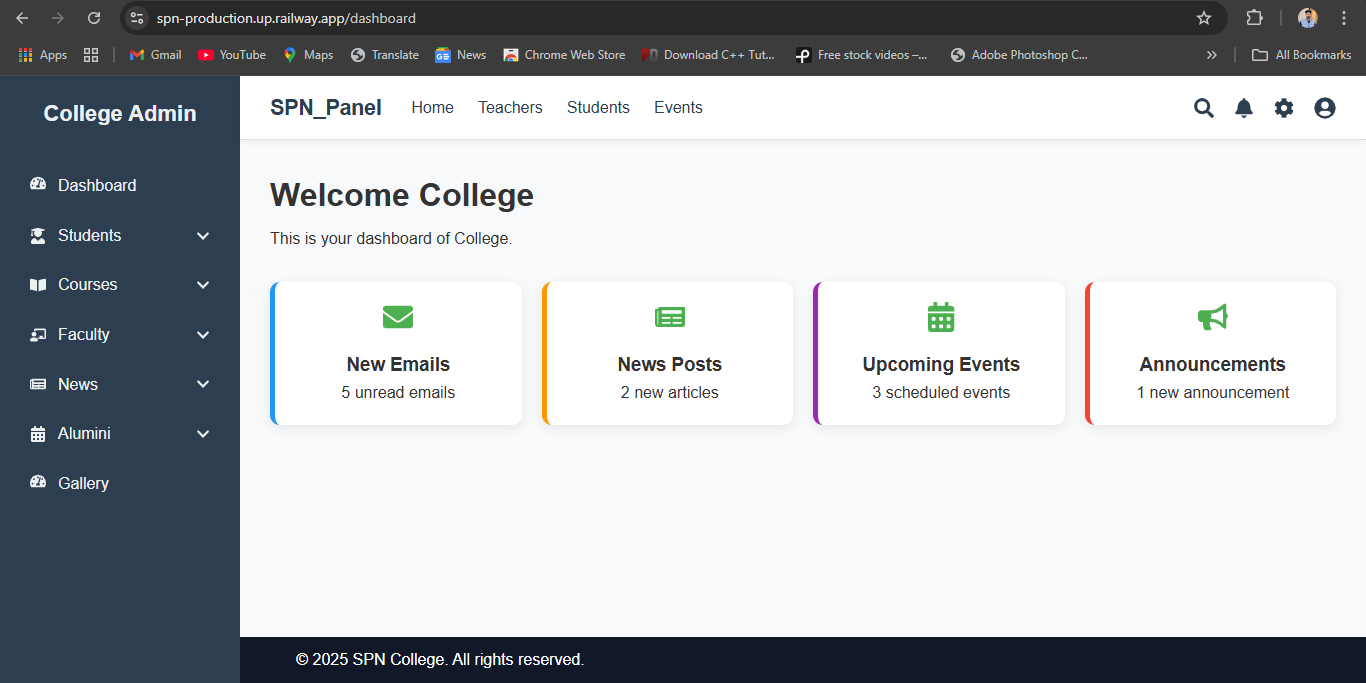 spn-production.up.railway.app/dashboard
Apps Gmail YouTube Maps Translate News Chrome Web Store Download C++ Tut... Free stock videos –... Adobe Photoshop C... All Bookmarks
College Admin
Dashboard
Students
Courses
Faculty
News
Alumini
Gallery
SPN_Panel Home Teachers Students Events
Welcome College
This is your dashboard of College.
New Emails
5 unread emails
News Posts
2 new articles
Upcoming Events
3 scheduled events
Announcements
1 new announcement
© 2025 SPN College. All rights reserved.